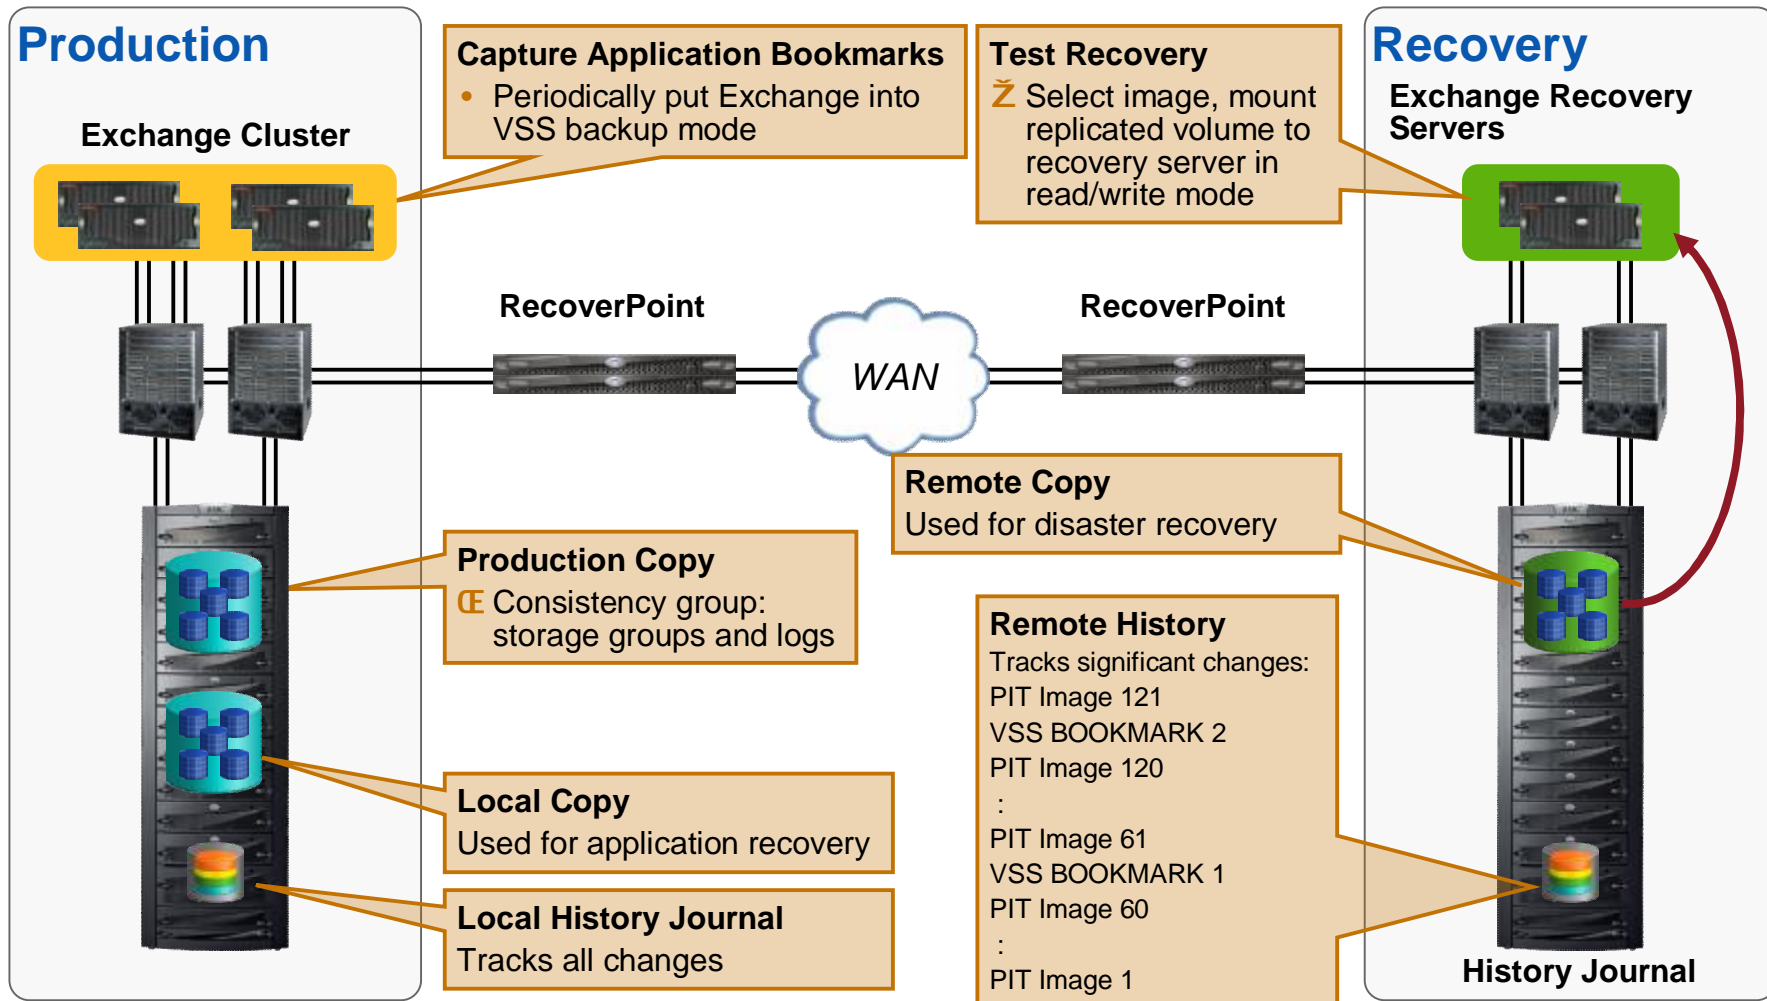 Production
Exchange Cluster
Capture Application Bookmarks
• Periodically put Exchange into
VSS backup mode
Test Recovery
Ž Select image, mount
replicated volume to
recovery server in
read/write mode
Recovery
Exchange Recovery
Servers
RecoverPoint
WAN
RecoverPoint
Remote Copy
Used for disaster recovery
Production Copy
Œ Consistency group:
storage groups and logs
Local Copy
Used for application recovery
Local History Journal
Tracks all changes
Remote History
Tracks significant changes:
PIT Image 121
VSS BOOKMARK 2
PIT Image 120
:
PIT Image 61
VSS BOOKMARK 1
PIT Image 60
:
PIT Image 1
History Journal